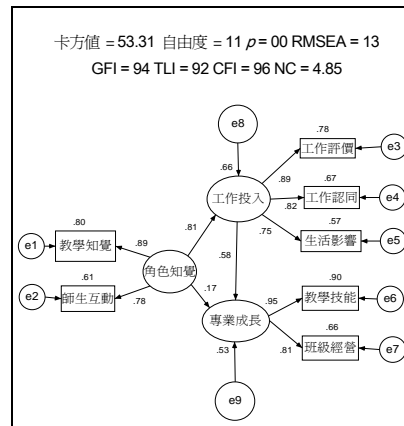 卡方值 = 53.31 自由度 = 11 p = 00 RMSEA = 13
GFI = 94 TLI = 92 CFI = 96 NC = 4.85
e8
.78
工作評價
e3
.66
.89
.67
工作投入
工作認同
e4
.82
.80
.81
.75
.57
生活影響
e5
e1
教學知覺
.89
.58
角色知覺
.61
.90
e2
師生互動
.78
.17
.95
教學技能
e6
專業成長
.66
.53
.81
班級經營
e7
e9